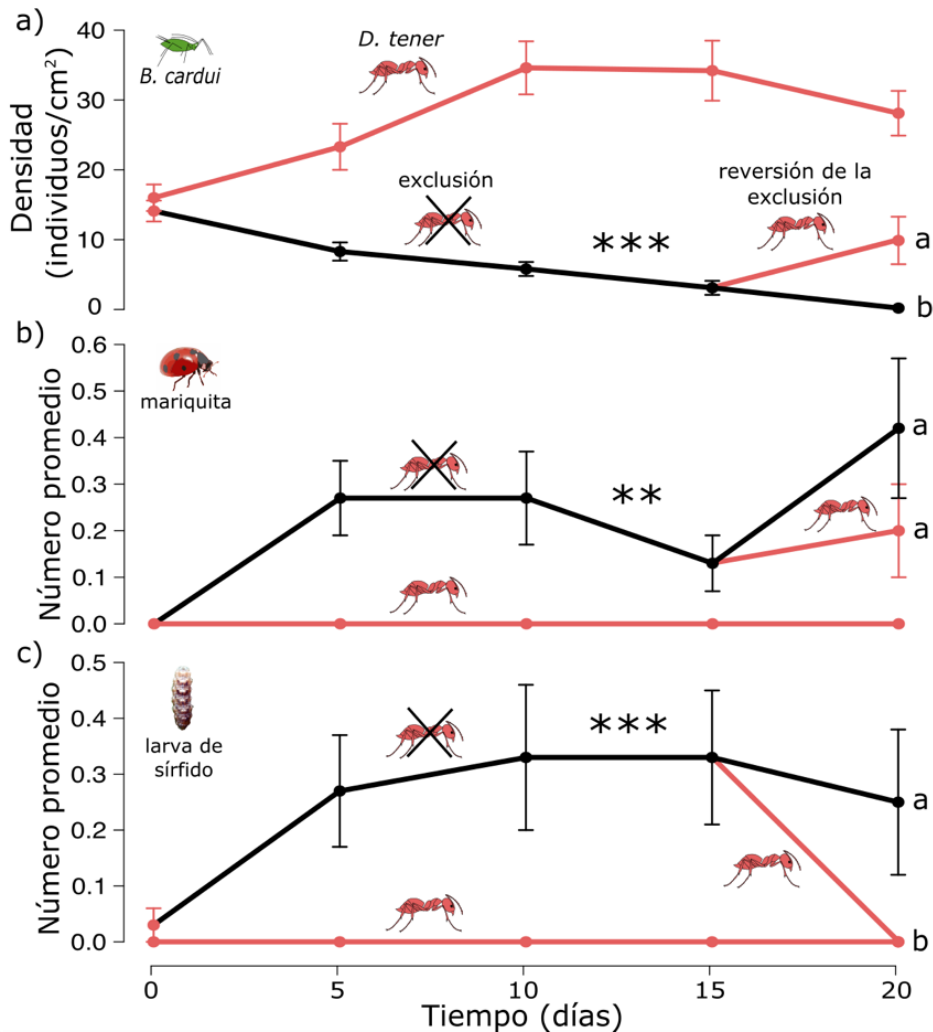 a)
Densidad
(individuos/cm²)
40
30
20
10
0
B. cardui
D. tener
exclusión
***
reversión de la
exclusión
a
b
b)
Número promedio
0.6
0.5
0.4
0.3
0.2
0.1
0.0
mariquita
**
a
a
c)
Número promedio
0.5
0.4
0.3
0.2
0.1
0.0
larva de
sírfido
***
a
b
0 5 10 15 20
Tiempo (días)